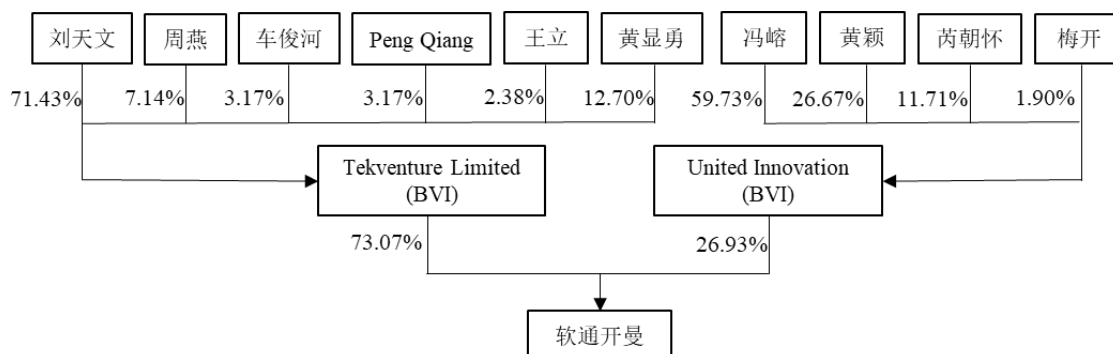 刘天文
周燕
车俊河
Peng Qiang
王立
黄显勇
冯嵱
黄颖
芮朝怀
梅开
71.43%
7.14%
3.17%
3.17%
2.38%
12.70%
59.73%
26.67%
11.71%
1.90%
Tekventure Limited
(BVI)
United Innovation
(BVI)
73.07%
26.93%
软通开曼